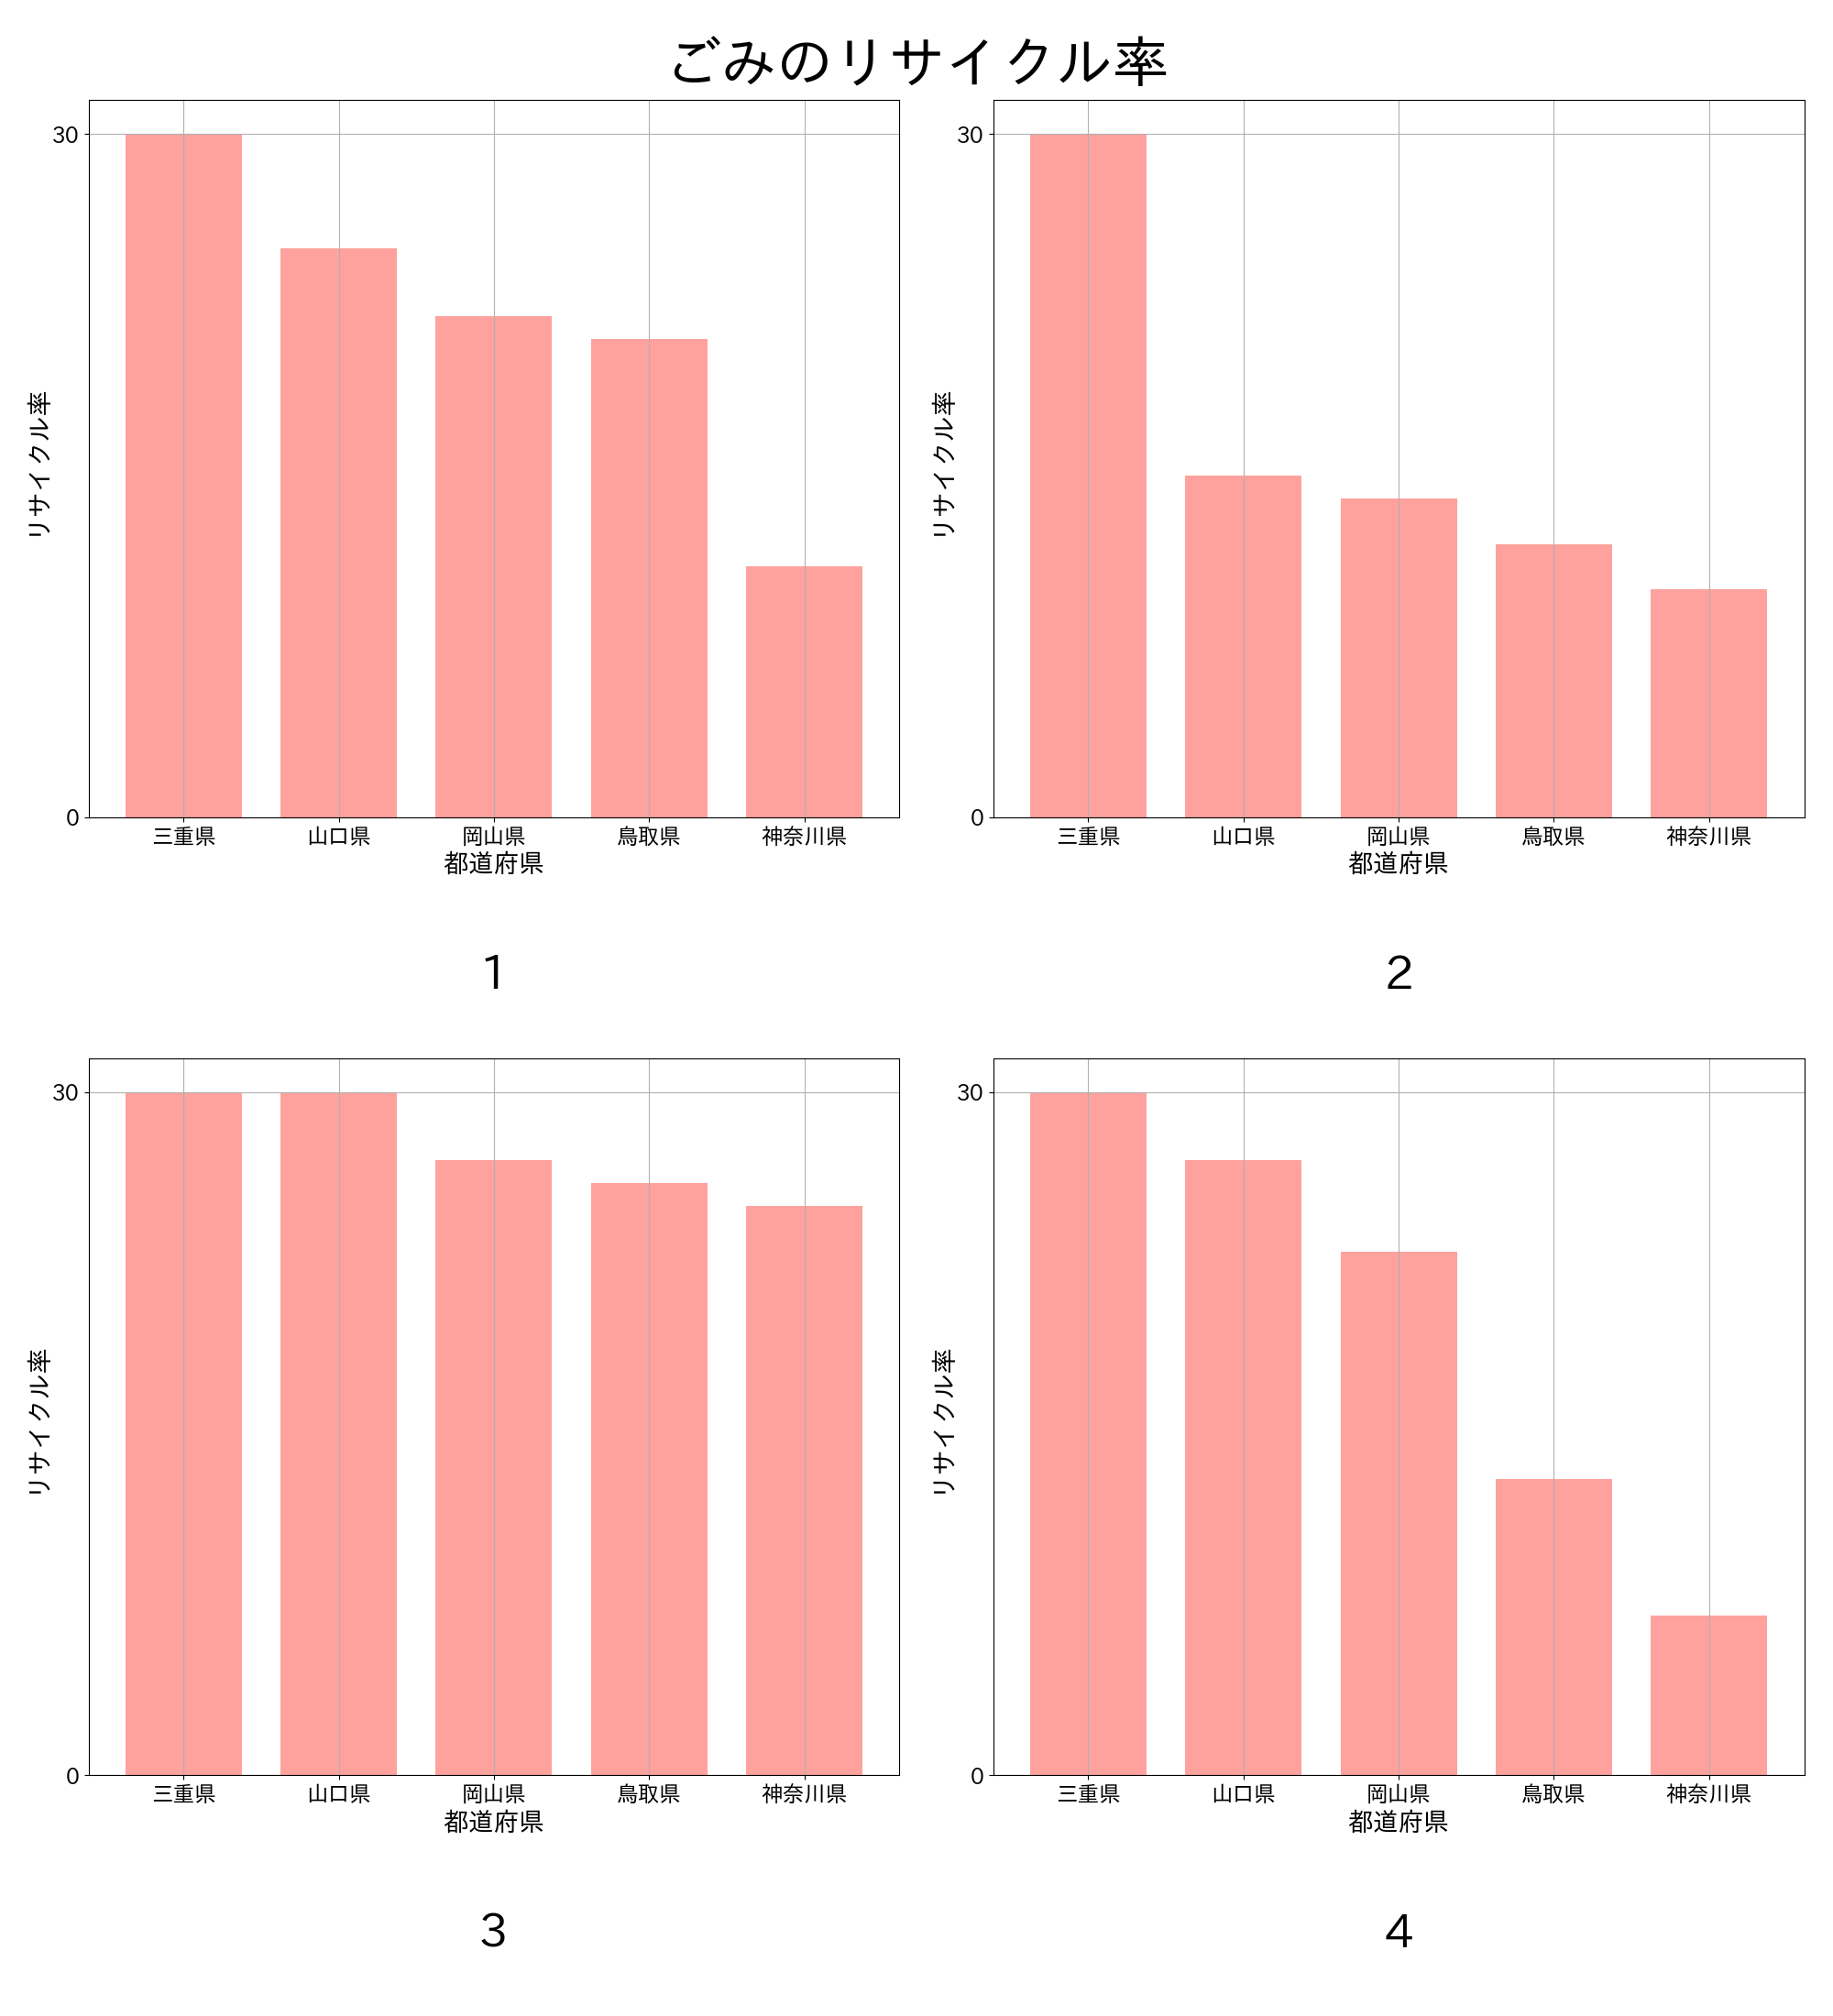 ごみのリサイクル率
30
0
リサイクル率
三重県 山口県 岡山県 鳥取県 神奈川県
都道府県
1
30
0
リサイクル率
三重県 山口県 岡山県 鳥取県 神奈川県
都道府県
2
30
0
リサイクル率
三重県 山口県 岡山県 鳥取県 神奈川県
都道府県
3
30
0
リサイクル率
三重県 山口県 岡山県 鳥取県 神奈川県
都道府県
4